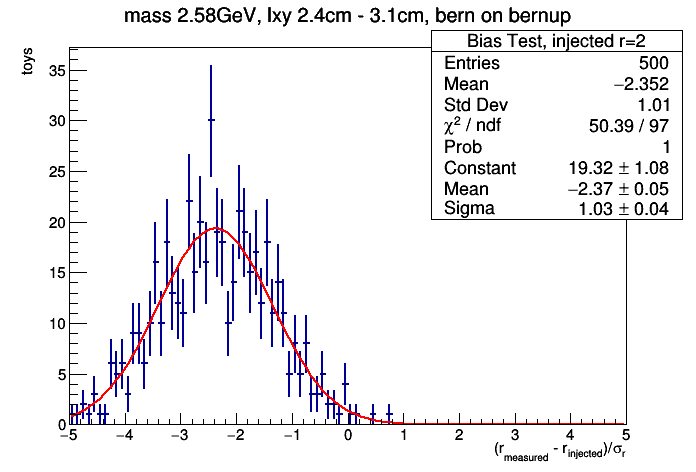 mass 2.58GeV, lxy 2.4cm - 3.1cm, bern on bernup
Bias Test, injected r=2
Entries 500
Mean −2.352
Std Dev 1.01
χ² / ndf 50.39 / 97
Prob 1
Constant 19.32 ± 1.08
Mean −2.37 ± 0.05
Sigma 1.03 ± 0.04
toys
35
30
25
20
15
10
5
0
−5 −4 −3 −2 −1 0 1 2 3 4 5
(r_measured - r_injected)/σ_r